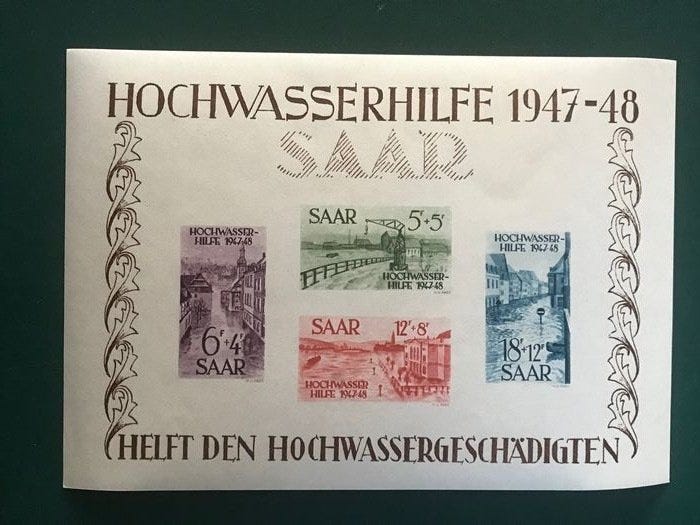 HOCHWASSERHILFE 1947-48
SAAR
HOCHWASSER-
HILFE 1947-48
6F+4F
SAAR
SAAR 5F+5F
HOCHWASSER-
HILFE 1947-48
SAAR 12F+8F
HOCHWASSER
HILFE 1947-48
HOCHWASSER-
HILFE 1947-48
18F+12F
SAAR
HELFT DEN HOCHWASSERGESCHÄDIGTEN